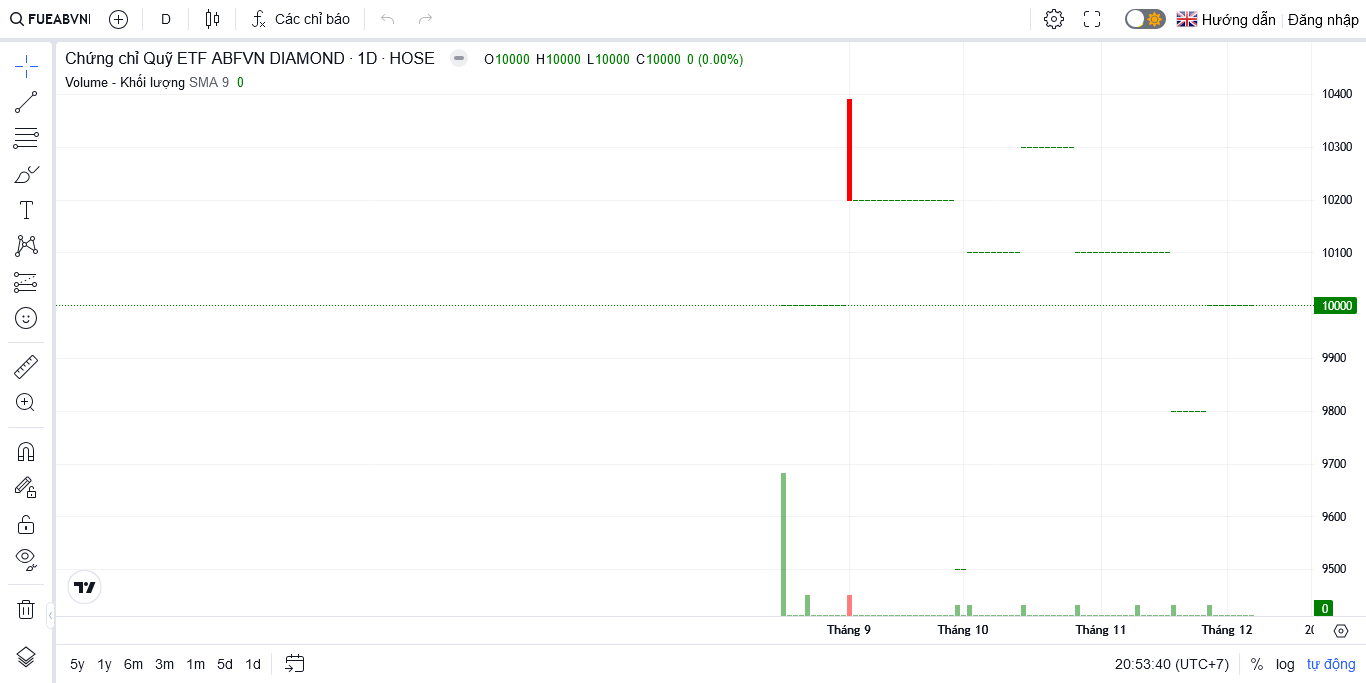 FUEABVN
D
Các chỉ báo
Hướng dẫn
Đăng nhập
Chứng chỉ Quỹ ETF ABFVN DIAMOND · 1D · HOSE
O10000 H10000 L10000 C10000 0 (0.00%)
Volume - Khối lượng SMA 9 0
10400
10300
10200
10100
10000
9900
9800
9700
9600
9500
0
Tháng 9
Tháng 10
Tháng 11
Tháng 12
5y 1y 6m 3m 1m 5d 1d
20:53:40 (UTC+7)
% log tự động